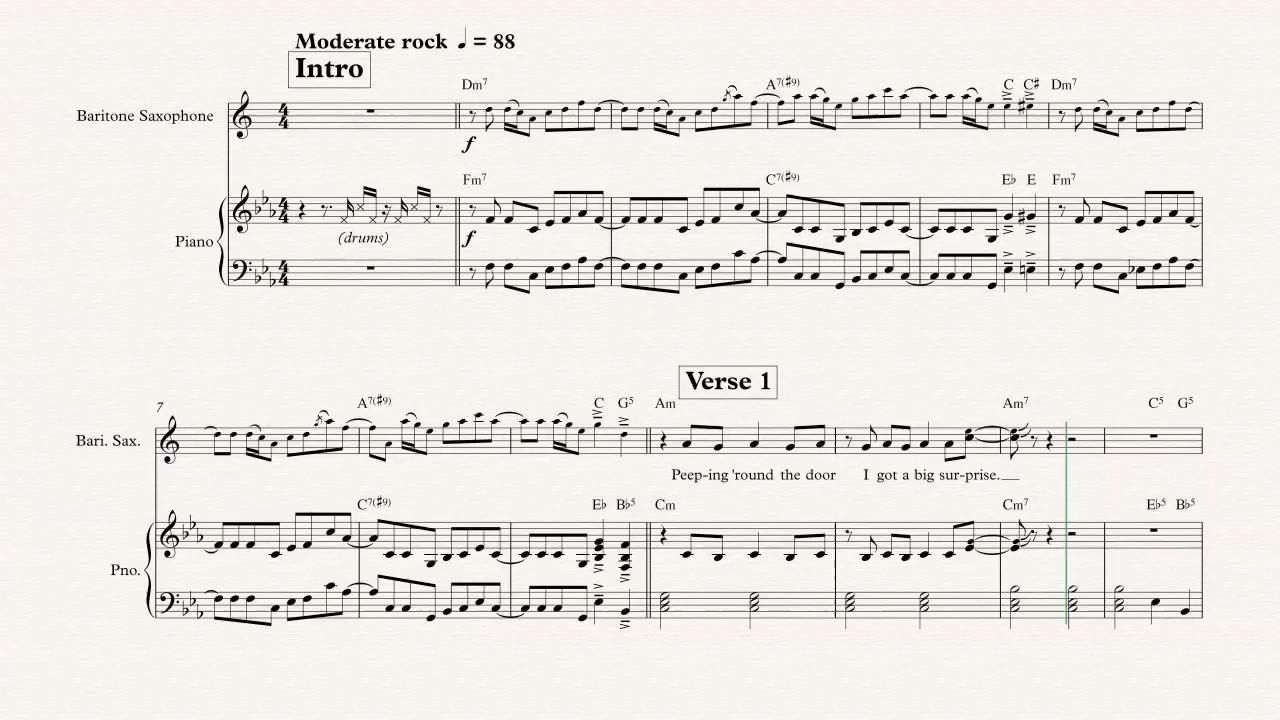 Moderate rock ♩ = 88
Intro
Dm7 A7(♯9) C C♯ Dm7
Baritone Saxophone
f
Fm7 C7(♯9) E♭ E Fm7
Piano
(drums) f
Verse 1
7 A7(♯9) C G5 Am Am7 C5 G5
Bari. Sax.
Peep-ing 'round the door I got a big sur-prise.
C7(♯9) E♭ B♭5 Cm Cm7 E♭5 B♭5
Pno.